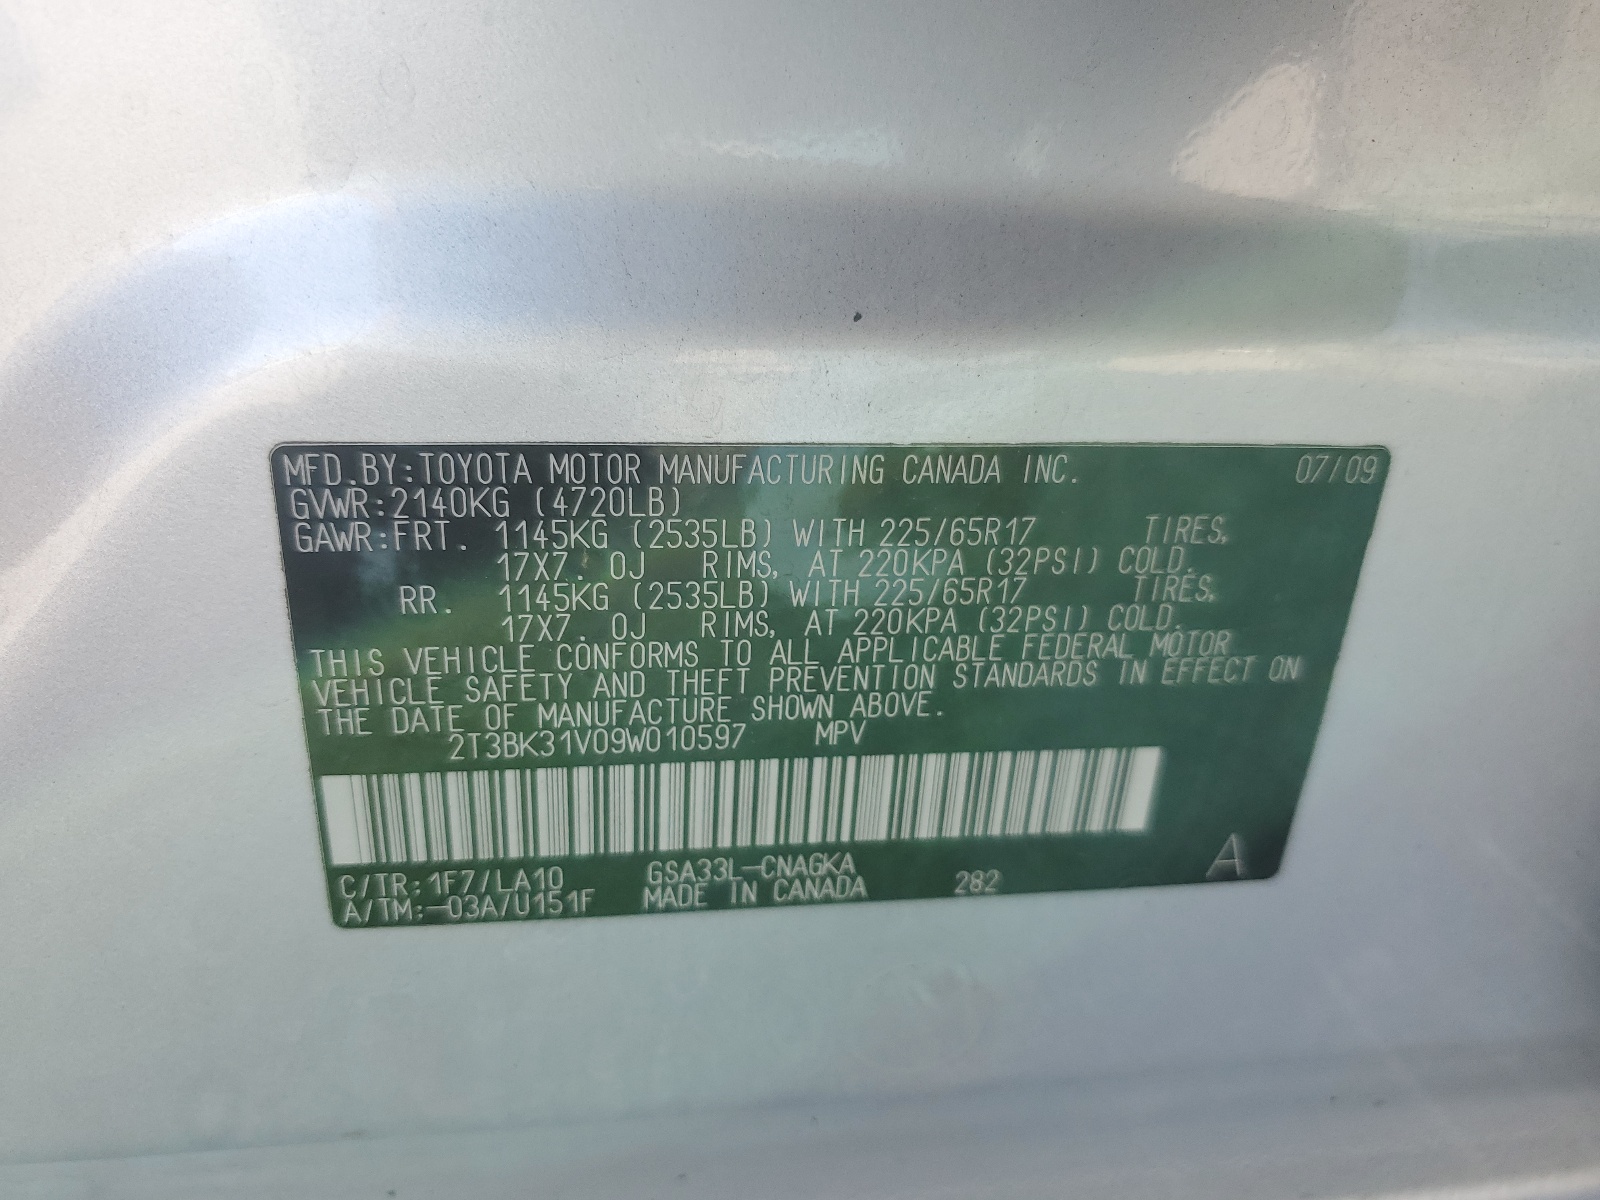 MFD.BY:TOYOTA MOTOR MANUFACTURING CANADA INC. 07/09
GVWR:2140KG (4720LB)
GAWR:FRT. 1145KG (2535LB) WITH 225/65R17 TIRES,
17X7.0J RIMS, AT 220KPA (32PSI) COLD.
RR. 1145KG (2535LB) WITH 225/65R17 TIRES,
17X7.0J RIMS, AT 220KPA (32PSI) COLD.
THIS VEHICLE CONFORMS TO ALL APPLICABLE FEDERAL MOTOR
VEHICLE SAFETY AND THEFT PREVENTION STANDARDS IN EFFECT ON
THE DATE OF MANUFACTURE SHOWN ABOVE.
2T3BK31V09W010597 MPV
C/TR:1F7/LA10 GSA33L-CNAGKA
A/TM:-03A/U151F MADE IN CANADA 282 A